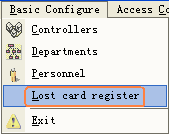 Basic Configure Access Co
Controllers
Departments
Personnel
Lost card register
Exit